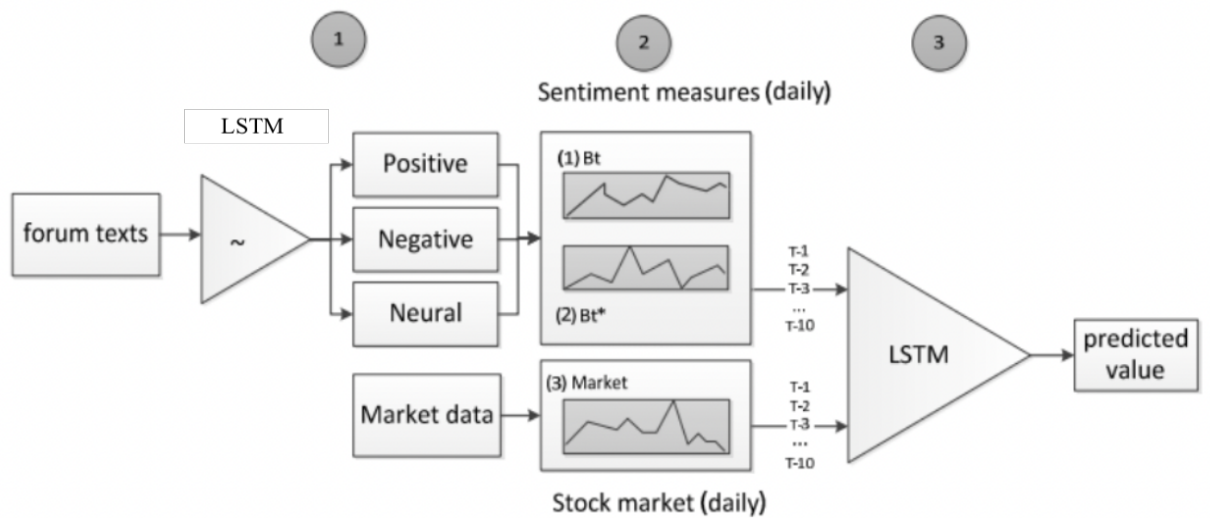 1
2
3
Sentiment measures (daily)
LSTM
forum texts
~
Positive
Negative
Neural
Market data
(1) Bt
(2) Bt*
(3) Market
Stock market (daily)
T-1
T-2
T-3
...
T-10
T-1
T-2
T-3
...
T-10
LSTM
predicted
value